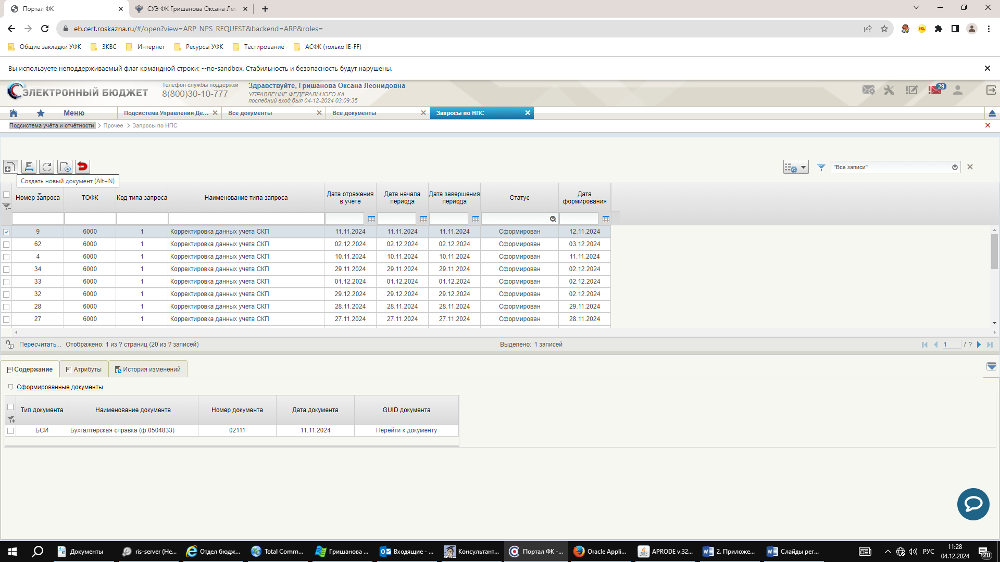 Портал ФК
СУЭ ФК Гришанова Оксана Лео
eb.cert.roskazna.ru/#/open?view=ARP_NPS_REQUEST&backend=ARP&roles=
Общие закладки УФК ЗКВС Интернет Ресурсы УФК Тестирование АСФК (только IE-FF)
Вы используете неподдерживаемый флаг командной строки: --no-sandbox. Стабильность и безопасность будут нарушены.
ЭЛЕКТРОННЫЙ БЮДЖЕТ
Телефон службы поддержки
8(800)30-10-777
Здравствуйте, Гришанова Оксана Леонидовна
УПРАВЛЕНИЕ ФЕДЕРАЛЬНОГО КА...
последний вход был 04-12-2024 03:09:35
29
Меню Подсистема Управления Де... Все документы Все документы Запросы по НПС
Подсистема учёта и отчётности Прочее Запросы по НПС
"Все записи"
Создать новый документ (Alt+N)
Номер запроса ТОФК Код типа запроса Наименование типа запроса Дата отражения в учете Дата начала периода Дата завершения периода Статус Дата формирования
9 6000 1 Корректировка данных учета СКП 11.11.2024 11.11.2024 11.11.2024 Сформирован 12.11.2024
62 6000 1 Корректировка данных учета СКП 02.12.2024 02.12.2024 02.12.2024 Сформирован 03.12.2024
4 6000 1 Корректировка данных учета СКП 10.11.2024 10.11.2024 10.11.2024 Сформирован 11.11.2024
34 6000 1 Корректировка данных учета СКП 29.11.2024 29.11.2024 29.11.2024 Сформирован 02.12.2024
33 6000 1 Корректировка данных учета СКП 01.12.2024 01.12.2024 01.12.2024 Сформирован 02.12.2024
32 6000 1 Корректировка данных учета СКП 29.12.2024 29.12.2024 29.12.2024 Сформирован 02.12.2024
28 6000 1 Корректировка данных учета СКП 28.11.2024 28.11.2024 28.11.2024 Сформирован 29.11.2024
27 6000 1 Корректировка данных учета СКП 27.11.2024 27.11.2024 27.11.2024 Сформирован 28.11.2024
Пересчитать... Отображено: 1 из ? страниц (20 из ? записей) Выделено: 1 записей 1 / ?
Содержание Атрибуты История изменений
Сформированные документы
Тип документа Наименование документа Номер документа Дата документа GUID документа
БСИ Бухгалтерская справка (ф.0504833) 02111 11.11.2024 Перейти к документу
Документы ris-server (Не... Отдел бюдж... Total Comm... Гришанова ... Входящие - ... Консультант... Портал ФК -... Oracle Appli... APRODE v.32... 2. Приложе... Слайды рег... РУС 11:28
04.12.2024 20